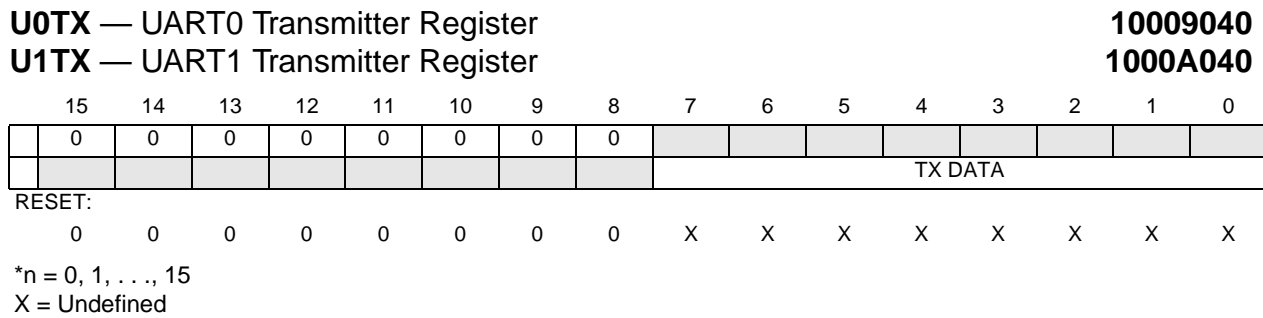 U0TX — UART0 Transmitter Register 10009040
U1TX — UART1 Transmitter Register 1000A040
15 14 13 12 11 10 9 8 7 6 5 4 3 2 1 0
0 0 0 0 0 0 0 0
TX DATA
RESET:
0 0 0 0 0 0 0 0 X X X X X X X X
*n = 0, 1, . . ., 15
X = Undefined